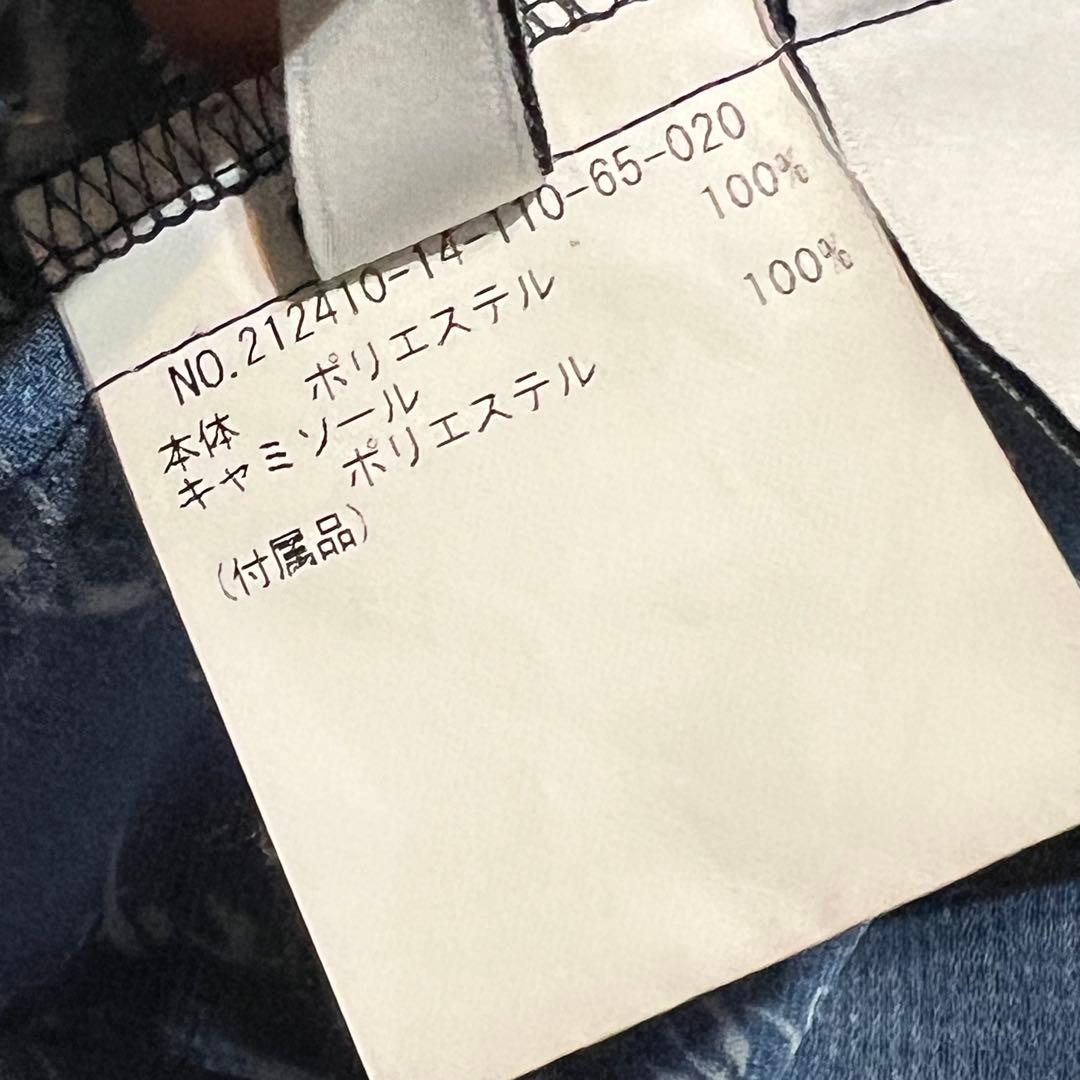 NO.212410-14-110-65-020
本体 ポリエステル 100%
キャミソール
ポリエステル 100%
(付属品)